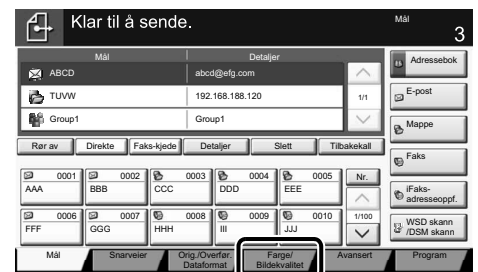 Klar til å sende.
Mål
3
Mål Detaljer
ABCD abcd@efg.com
TUVW 192.168.188.120
Group1 Group1
1/1
Adressebok
E-post
Mappe
Faks
iFaks-
adresseoppf.
WSD skann
/DSM skann
Rør av Direkte Faks-kjede Detaljer Slett Tilbakekall
0001 0002 0003 0004 0005 Nr.
AAA BBB CCC DDD EEE
0006 0007 0008 0009 0010 1/100
FFF GGG HHH III JJJ
Mål Snarveier Orig./Overfør.
Dataformat Farge/
Bildekvalitet Avansert Program